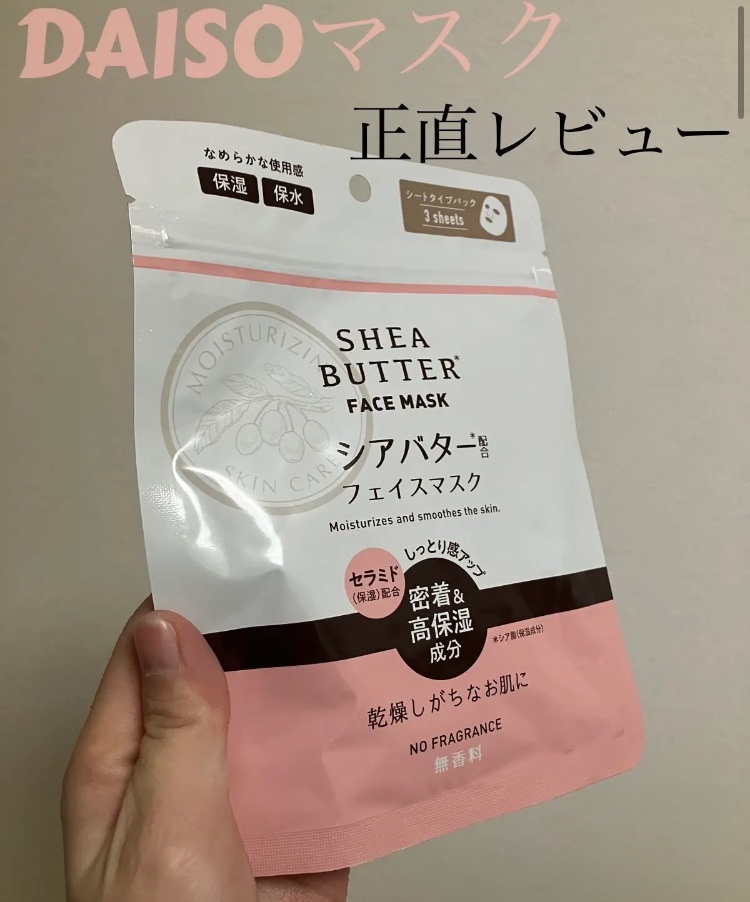 DAISOマスク
正直レビュー
なめらかな使用感
保湿 保水
シートタイプパック
3 sheets
MOISTURIZIN
SKIN CARE
SHEA
BUTTER*
FACE MASK
シアバター*配合
フェイスマスク
Moisturizes and smoothes the skin.
しっとり感アップ
セラミド
(保湿)配合
密着&
高保湿
成分
*シア脂(保湿成分)
乾燥しがちなお肌に
NO FRAGRANCE
無香料